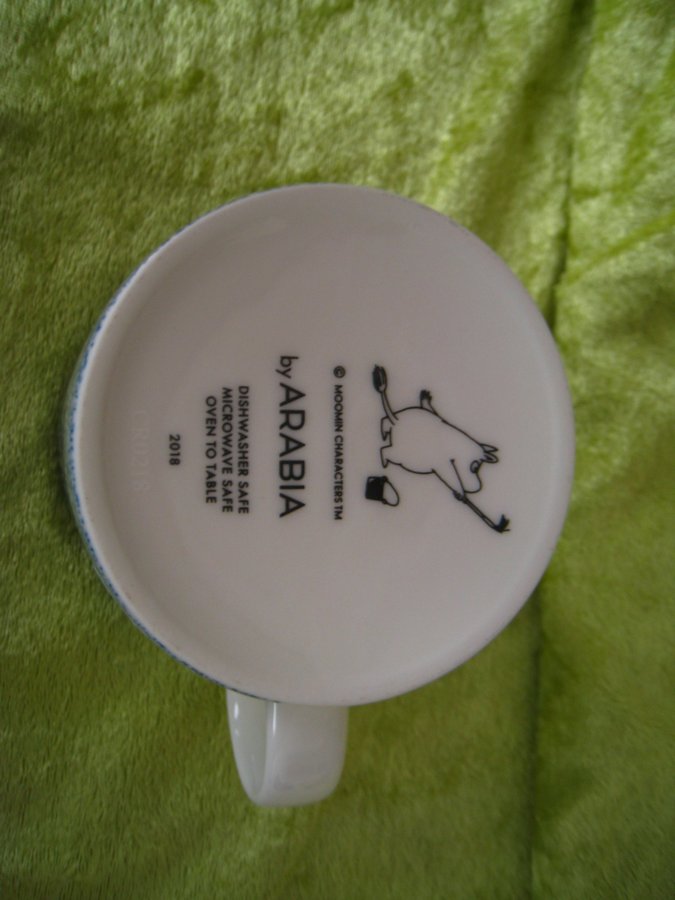 © MOOMIN CHARACTERS TM
by ARABIA
DISHWASHER SAFE
MICROWAVE SAFE
OVEN TO TABLE
2018